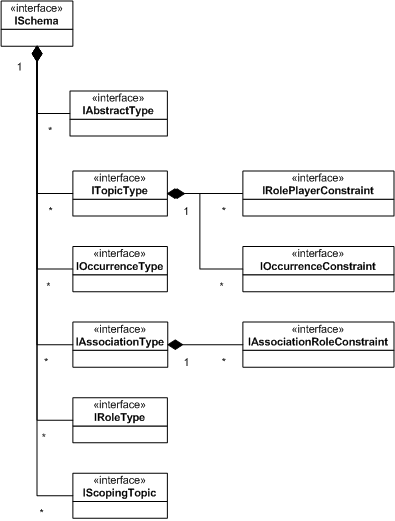 «interface»
ISchema
1
«interface»
IAbstractType
*
«interface»
ITopicType
*
1
«interface»
IRolePlayerConstraint
*
«interface»
IOccurrenceType
*
«interface»
IOccurrenceConstraint
*
«interface»
IAssociationType
*
1
«interface»
IAssociationRoleConstraint
*
«interface»
IRoleType
*
«interface»
IScopingTopic
*